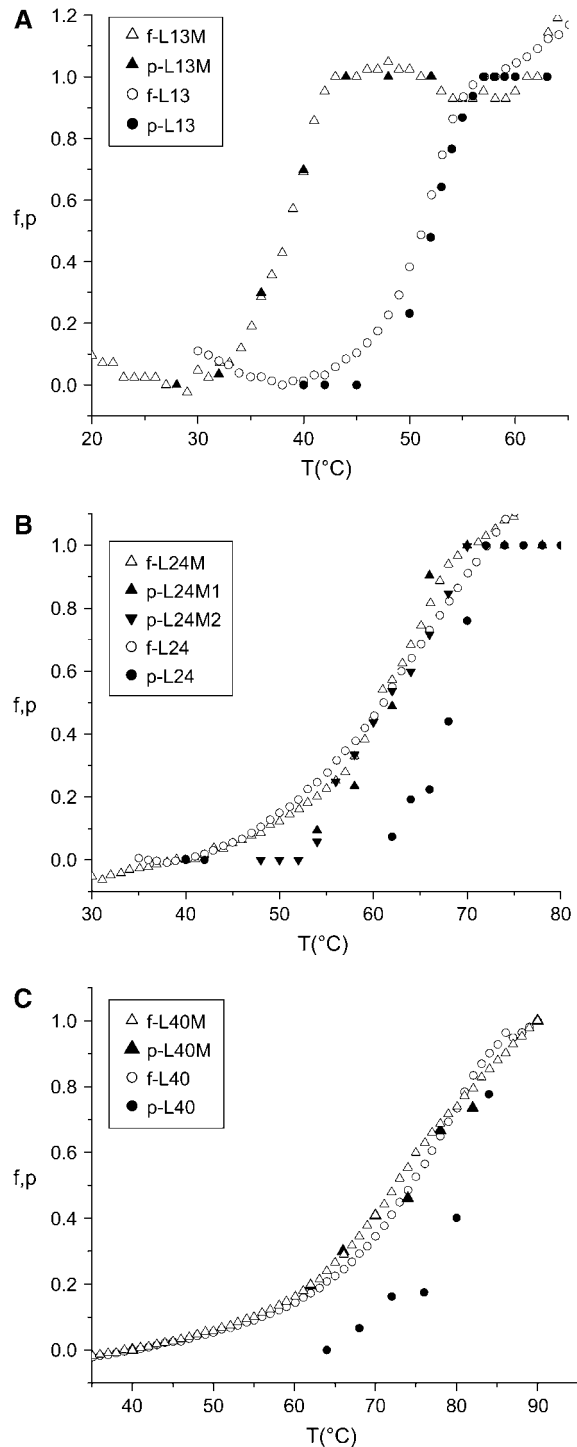 A
f-L13M
p-L13M
f-L13
p-L13
1.2
1.0
0.8
0.6
0.4
0.2
0.0
f,p
20 30 40 50 60
T(°C)
B
f-L24M
p-L24M1
p-L24M2
f-L24
p-L24
1.0
0.8
0.6
0.4
0.2
0.0
f,p
30 40 50 60 70 80
T(°C)
C
f-L40M
p-L40M
f-L40
p-L40
1.0
0.8
0.6
0.4
0.2
0.0
f,p
40 50 60 70 80 90
T(°C)